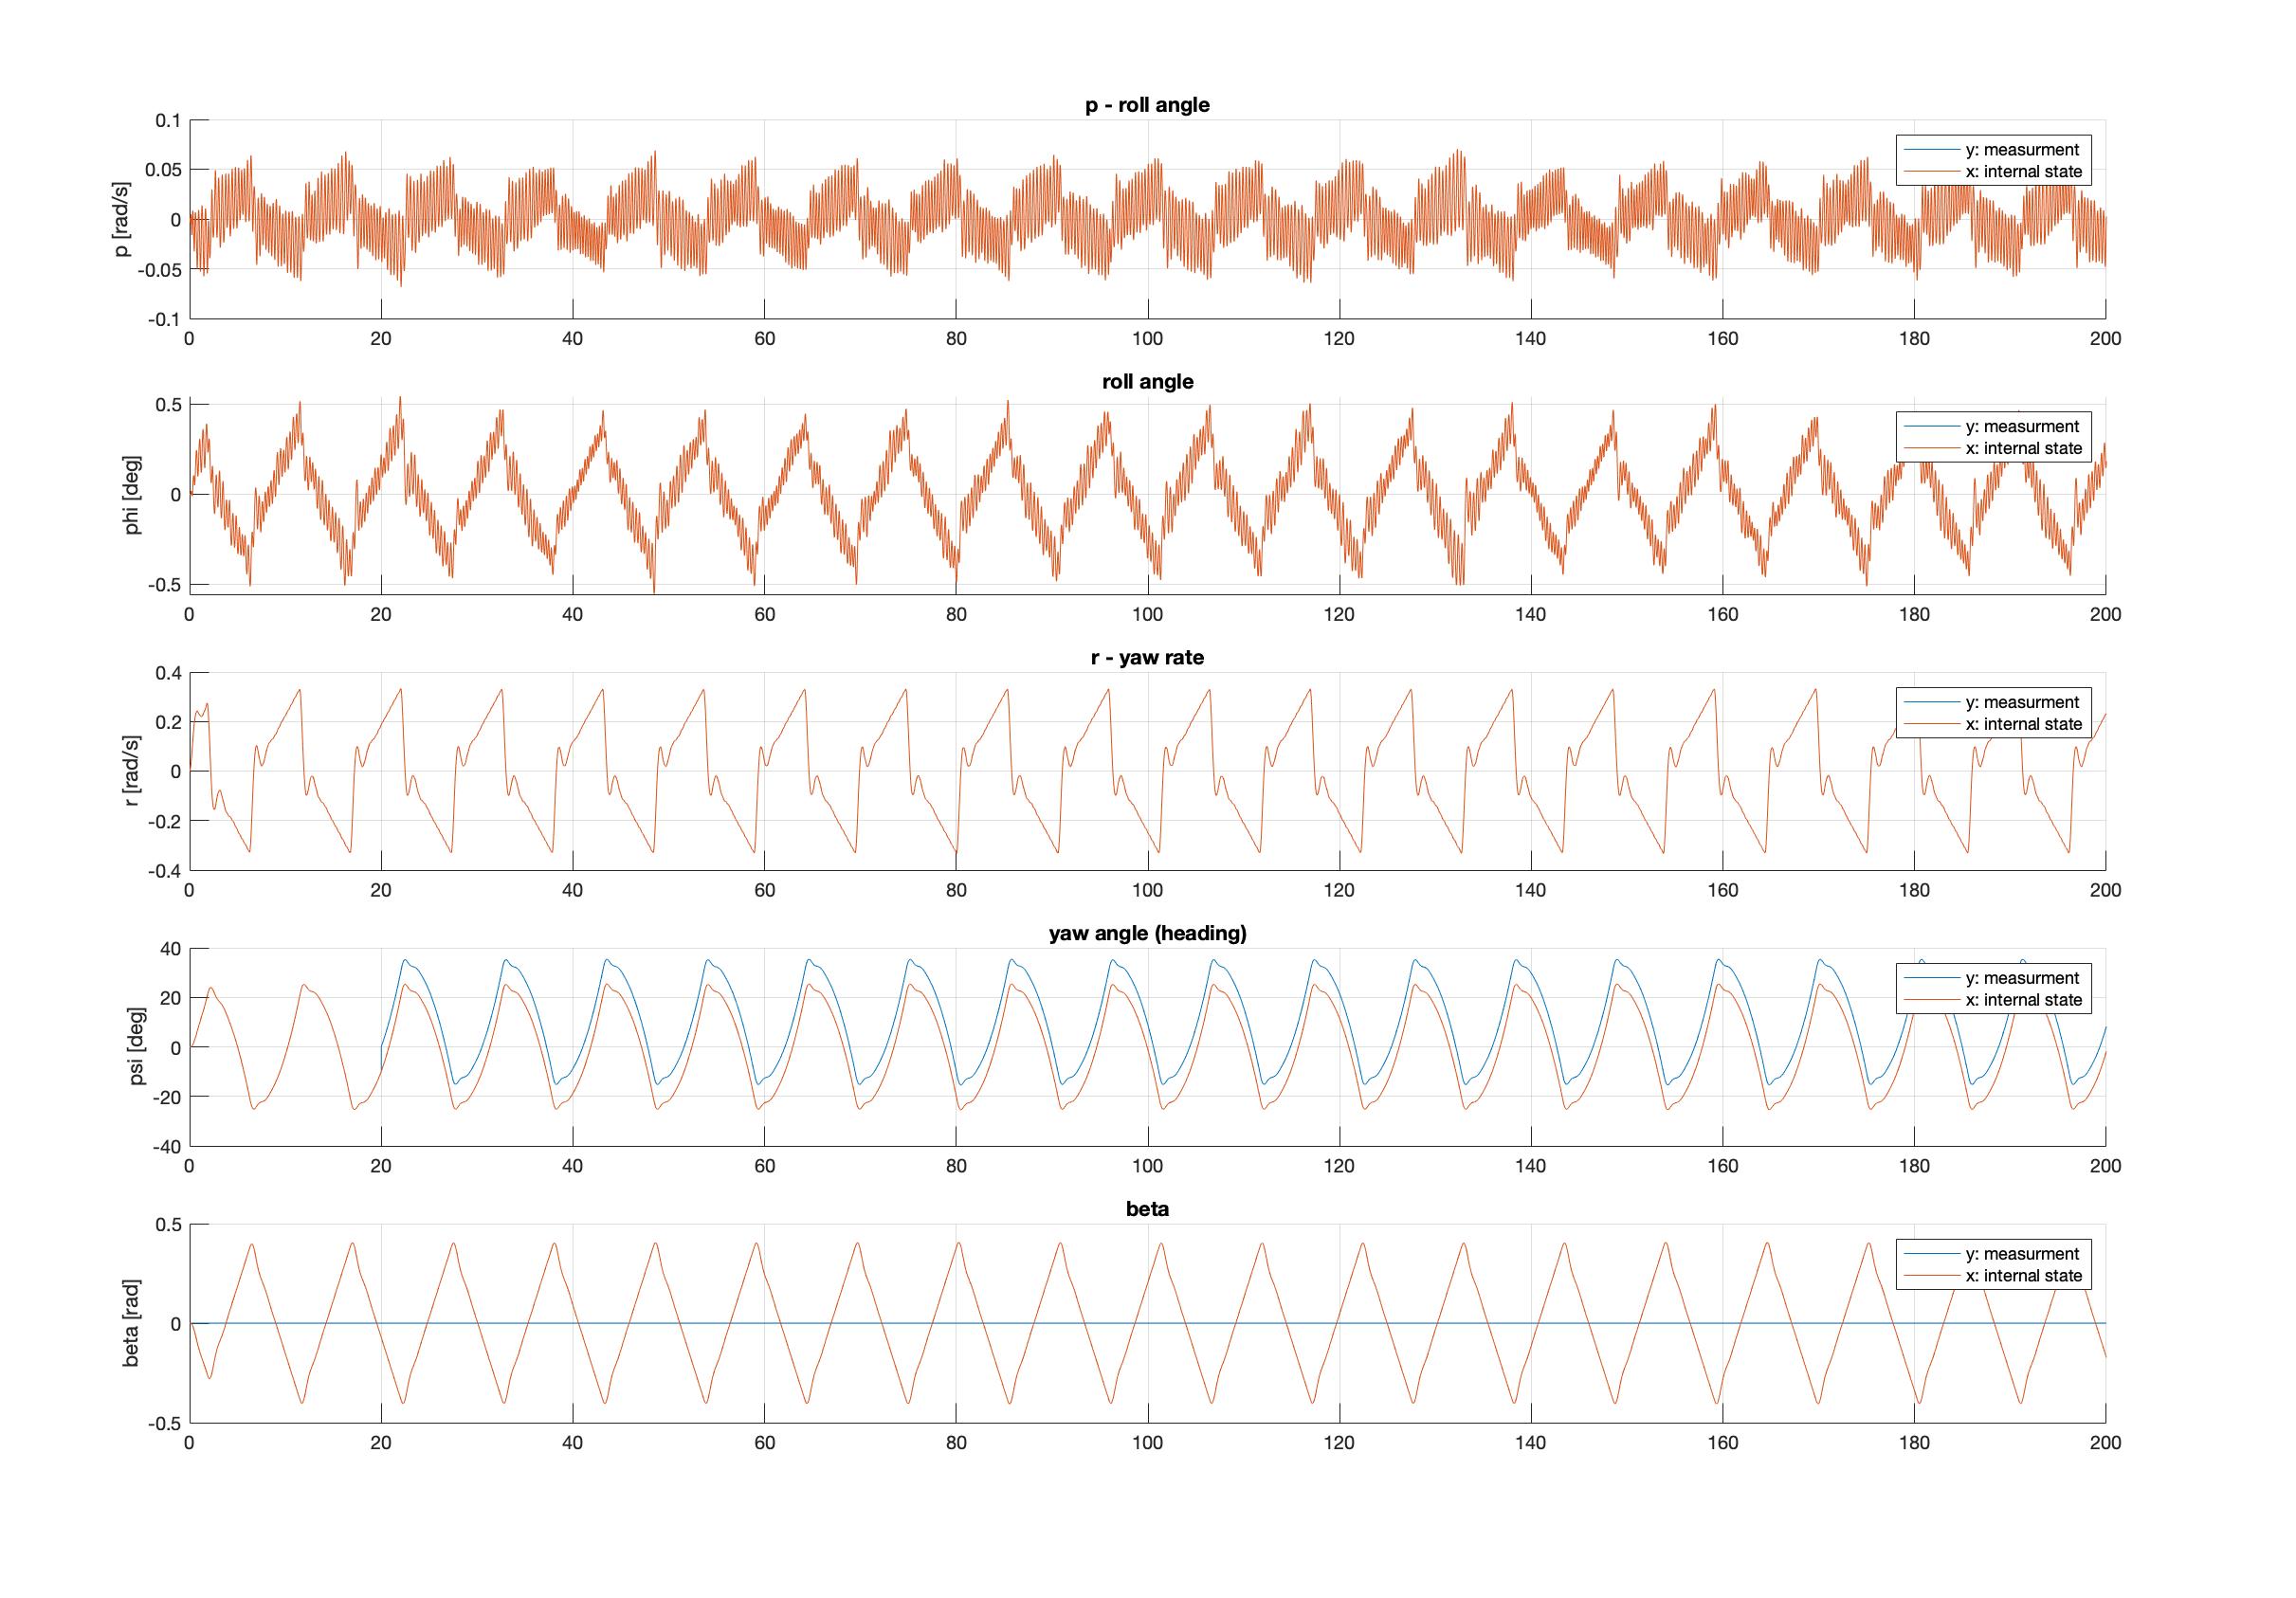 p - roll angle
0.1
0.05
0
-0.05
-0.1
p [rad/s]
y: measurment
x: internal state
0 20 40 60 80 100 120 140 160 180 200
roll angle
0.5
0
-0.5
phi [deg]
y: measurment
x: internal state
0 20 40 60 80 100 120 140 160 180 200
r - yaw rate
0.4
0.2
0
-0.2
-0.4
r [rad/s]
y: measurment
x: internal state
0 20 40 60 80 100 120 140 160 180 200
yaw angle (heading)
40
20
0
-20
-40
psi [deg]
y: measurment
x: internal state
0 20 40 60 80 100 120 140 160 180 200
beta
0.5
0
-0.5
beta [rad]
y: measurment
x: internal state
0 20 40 60 80 100 120 140 160 180 200